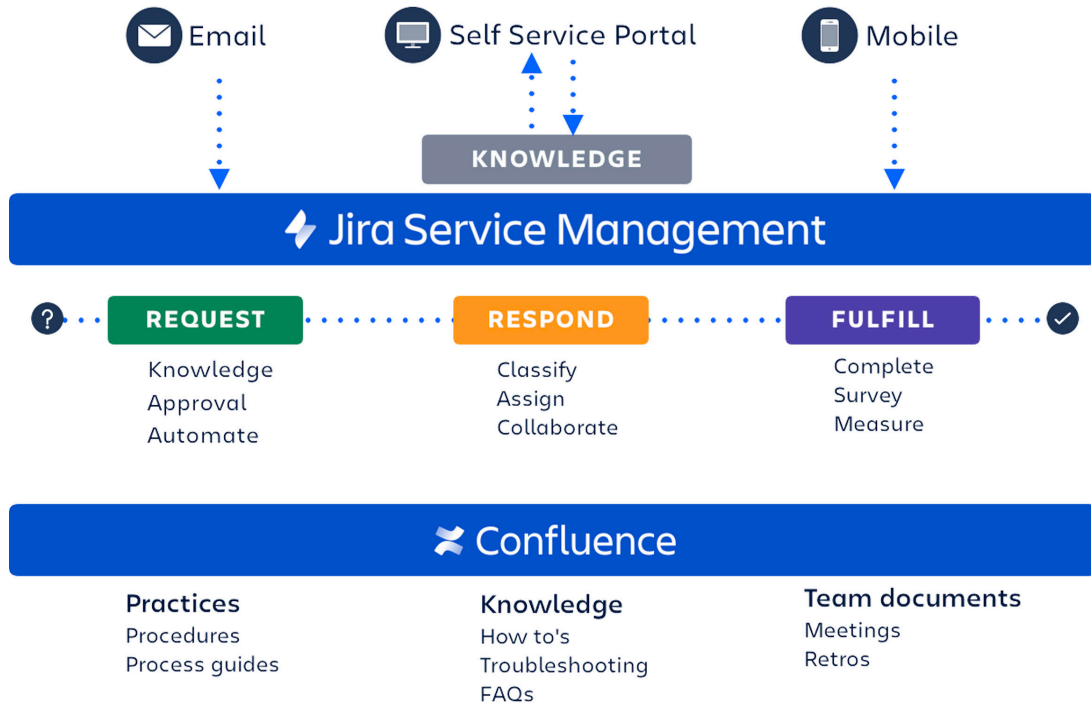 Email
Self Service Portal
Mobile
KNOWLEDGE
Jira Service Management
?
REQUEST
RESPOND
FULFILL
Knowledge
Approval
Automate
Classify
Assign
Collaborate
Complete
Survey
Measure
Confluence
Practices
Procedures
Process guides
Knowledge
How to's
Troubleshooting
FAQs
Team documents
Meetings
Retros